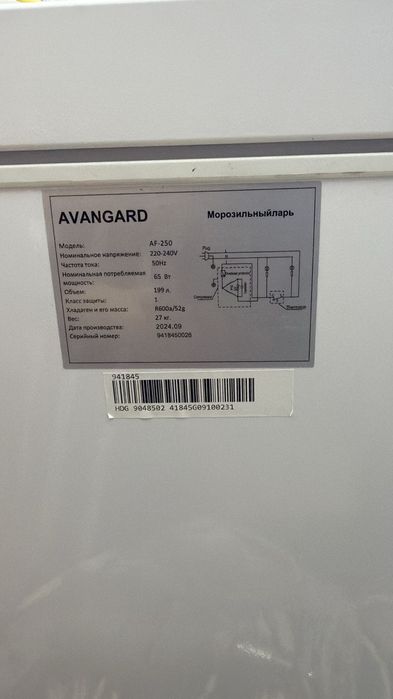 AVANGARD
Морозильныйларь
Модель: AF-250
Номинальное напряжение: 220-240V
Частота тока: 50Hz
Номинальная потребляемая
мощность: 65 Вт
Объем: 199 л.
Класс защиты: 1
Хладаген и его масса: R600a/52g
Вес: 27 кг.
Дата производства: 2024.09
Серийный номер: 9418450026
L
N
941845
HDG 9048502 41845G09100231